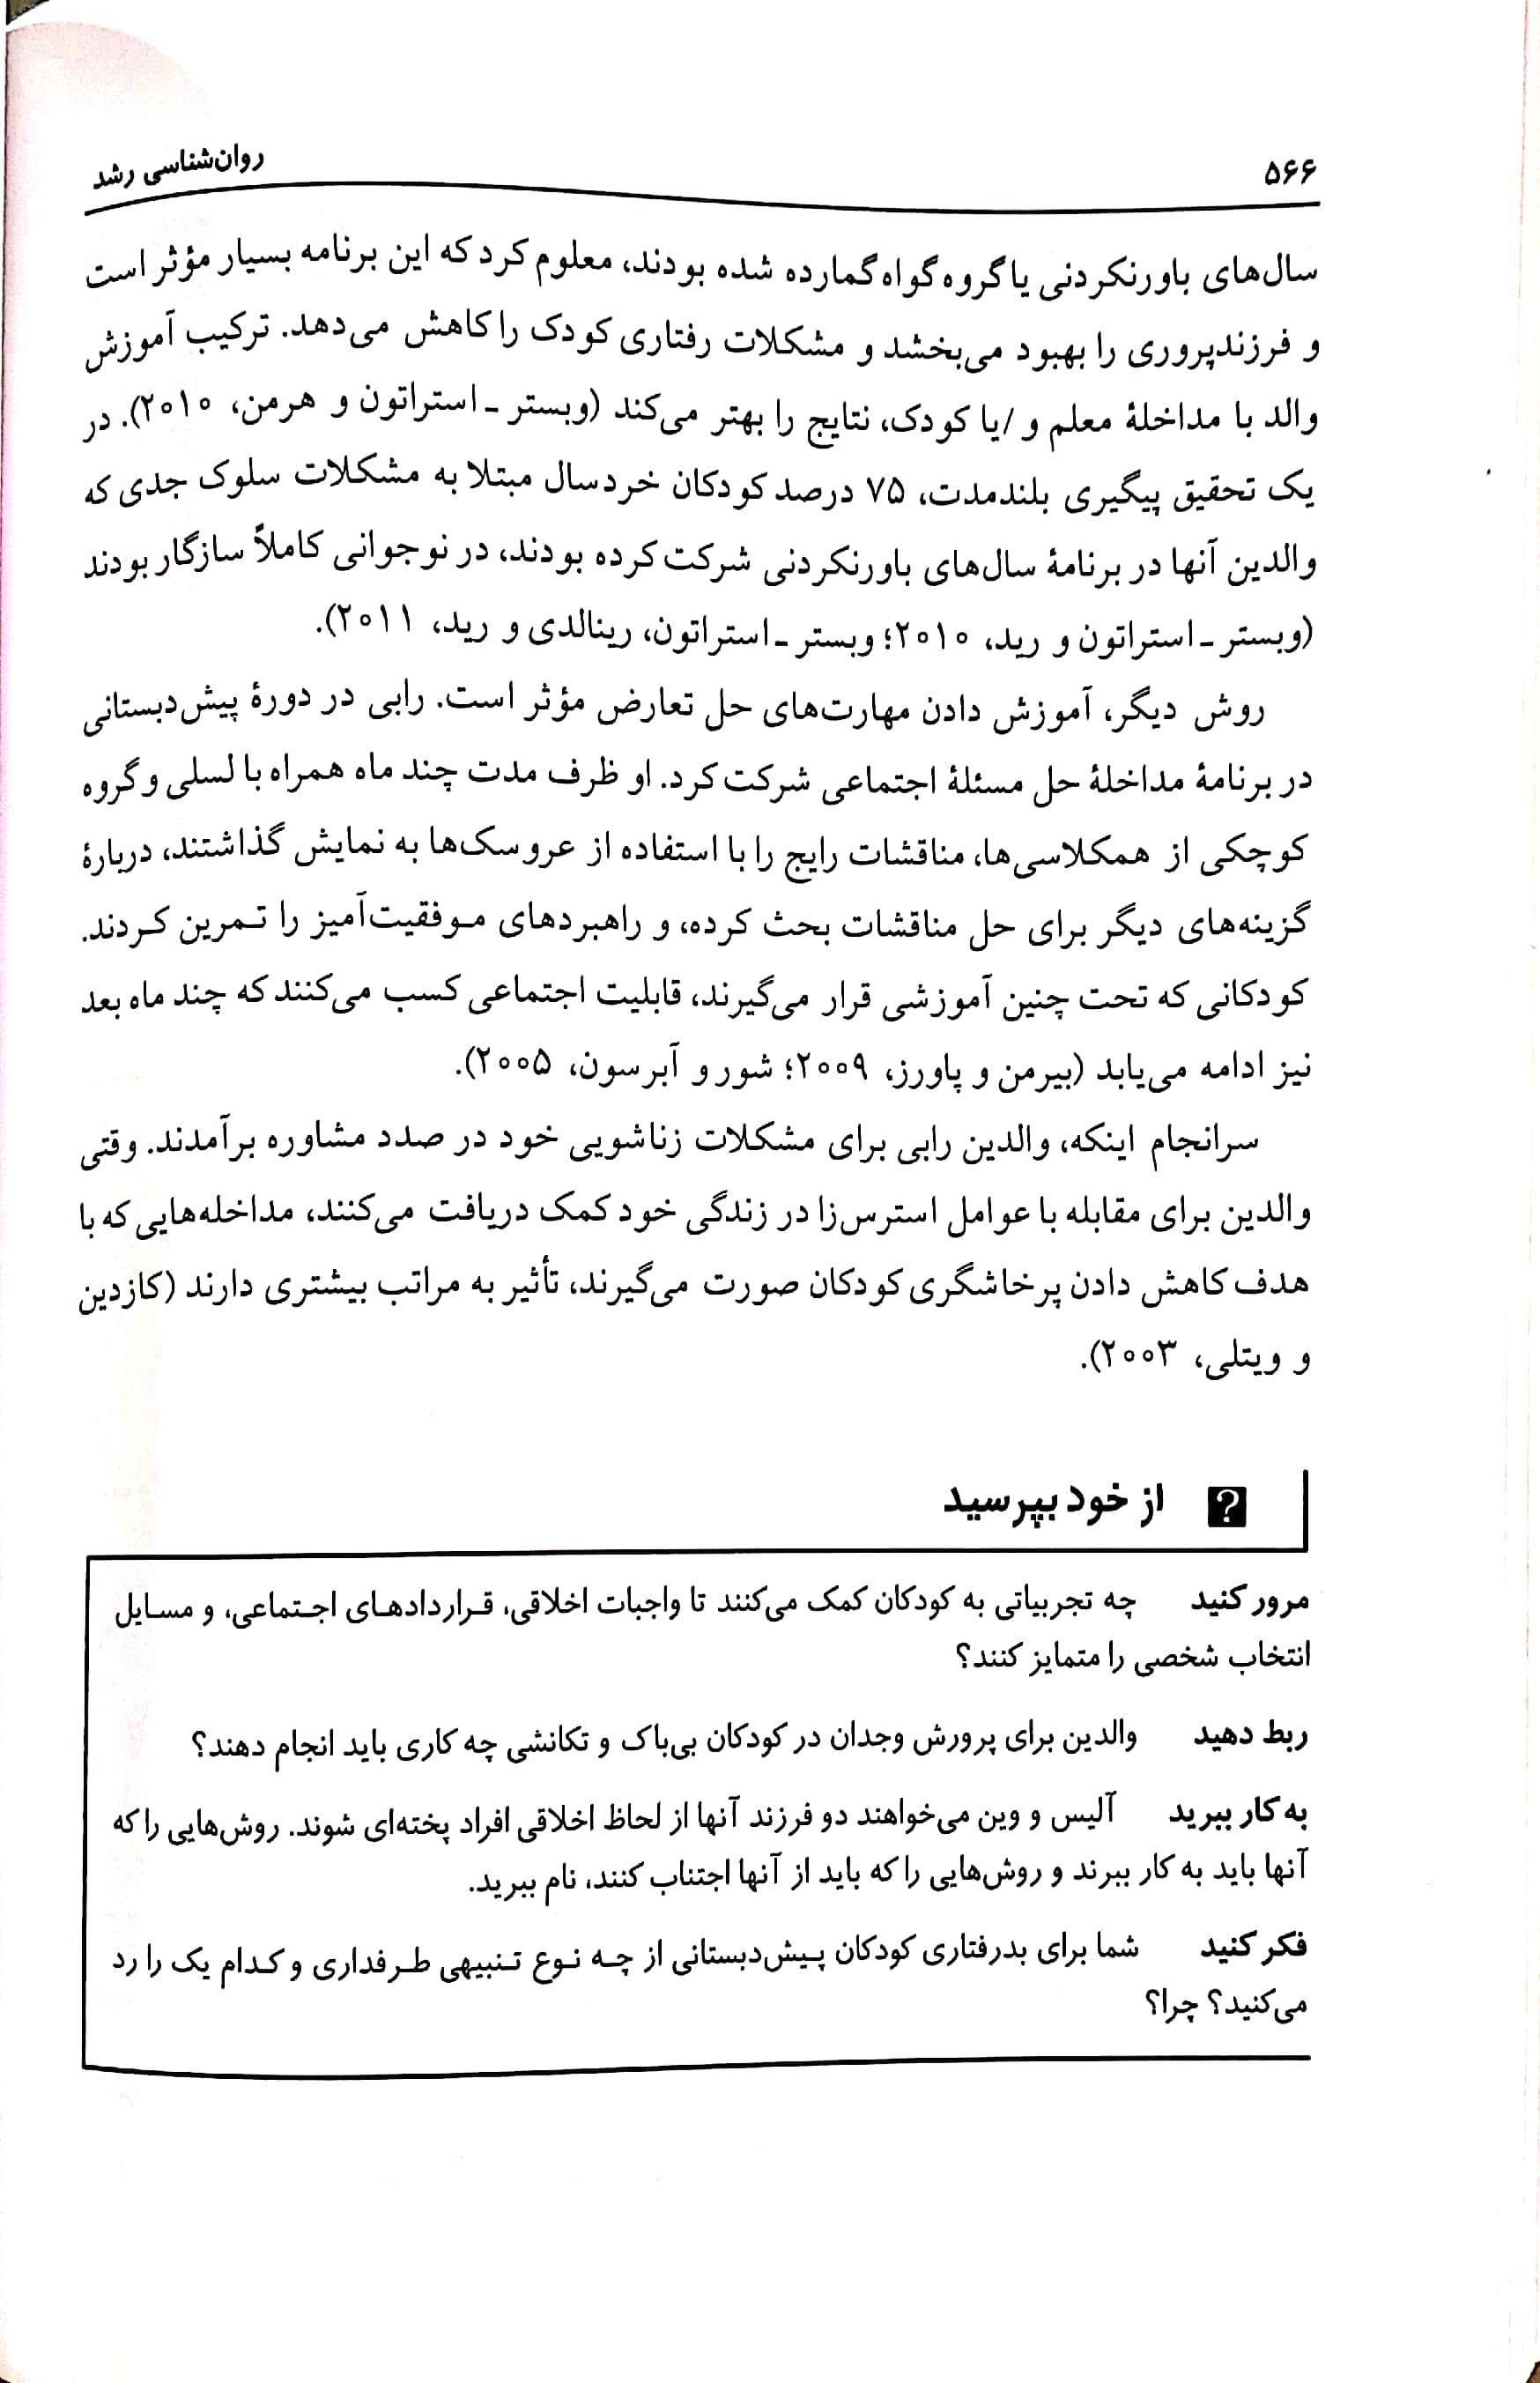 ۵۶۶
روان‌شناسی رشد
سال‌های باورنکردنی یا گروه گواه گمارده شده بودند، معلوم کرد که این برنامه بسیار مؤثر است
و فرزندپروری را بهبود می‌بخشد و مشکلات رفتاری کودک را کاهش می‌دهد. ترکیب آموزش
والد با مداخلهٔ معلم و /یا کودک، نتایج را بهتر می‌کند (وبستر ـ استراتون و هرمن، ۲۰۱۰). در
یک تحقیق پیگیری بلندمدت، ۷۵ درصد کودکان خردسال مبتلا به مشکلات سلوک جدی که
والدین آنها در برنامهٔ سال‌های باورنکردنی شرکت کرده بودند، در نوجوانی کاملاً سازگار بودند
(وبستر ـ استراتون و رید، ۲۰۱۰؛ وبستر ـ استراتون، رینالدی و رید، ۲۰۱۱).
روش دیگر، آموزش دادن مهارت‌های حل تعارض مؤثر است. رابی در دورهٔ پیش‌دبستانی
در برنامهٔ مداخلهٔ حل مسئلهٔ اجتماعی شرکت کرد. او ظرف مدت چند ماه همراه با لسلی و گروه
کوچکی از همکلاسی‌ها، مناقشات رایج را با استفاده از عروسک‌ها به نمایش گذاشتند، دربارهٔ
گزینه‌های دیگر برای حل مناقشات بحث کرده، و راهبردهای موفقیت‌آمیز را تمرین کردند.
کودکانی که تحت چنین آموزشی قرار می‌گیرند، قابلیت اجتماعی کسب می‌کنند که چند ماه بعد
نیز ادامه می‌یابد (بیرمن و پاورز، ۲۰۰۹؛ شور و آبرسون، ۲۰۰۵).
سرانجام اینکه، والدین رابی برای مشکلات زناشویی خود در صدد مشاوره برآمدند. وقتی
والدین برای مقابله با عوامل استرس‌زا در زندگی خود کمک دریافت می‌کنند، مداخله‌هایی که با
هدف کاهش دادن پرخاشگری کودکان صورت می‌گیرند، تأثیر به مراتب بیشتری دارند (کازدین
و ویتلی، ۲۰۰۳).
? از خود بپرسید
مرور کنید چه تجربیاتی به کودکان کمک می‌کنند تا واجبات اخلاقی، قراردادهای اجتماعی، و مسایل
انتخاب شخصی را متمایز کنند؟
ربط دهید والدین برای پرورش وجدان در کودکان بی‌باک و تکانشی چه کاری باید انجام دهند؟
به کار ببرید آلیس و وین می‌خواهند دو فرزند آنها از لحاظ اخلاقی افراد پخته‌ای شوند. روش‌هایی را که
آنها باید به کار ببرند و روش‌هایی را که باید از آنها اجتناب کنند، نام ببرید.
فکر کنید شما برای بدرفتاری کودکان پیش‌دبستانی از چه نوع تنبیهی طرفداری و کدام یک را رد
می‌کنید؟ چرا؟